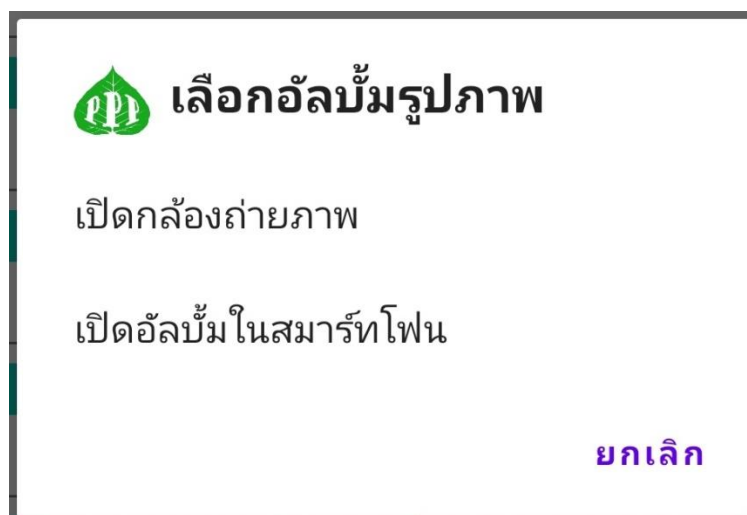 PPP เลือกอัลบั้มรูปภาพ
เปิดกล้องถ่ายภาพ
เปิดอัลบั้มในสมาร์ทโฟน
ยกเลิก